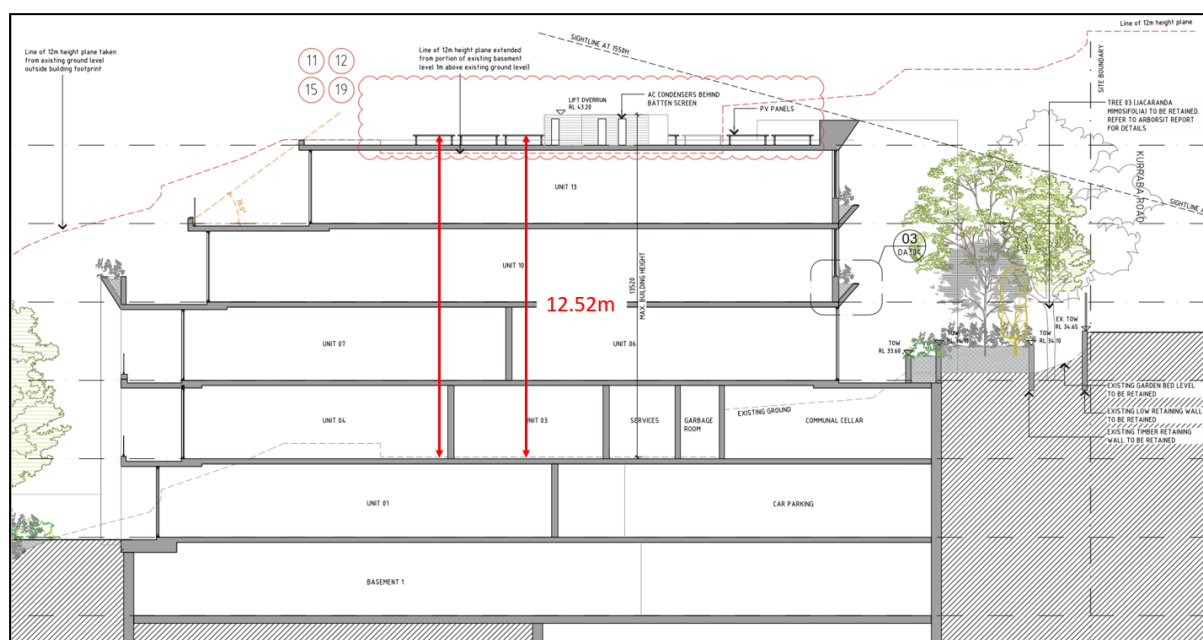 Line of 12m height plane
Line of 12m height plane taken
from existing ground level
outside building footprint
11
12
15
19
Line of 12m height plane extended
from portion of existing basement
level 1m above existing ground level)
SIGHTLINE AT 1550H
SITE BOUNDARY
LIFT OVERRUN
RL 43.20
AC CONDENSERS BEHIND
BATTEN SCREEN
PV PANELS
TREE 03 (JACARANDA
MIMOSIFOLIA) TO BE RETAINED.
REFER TO ARBORSIT REPORT
FOR DETAILS
KURRABA ROAD
UNIT 13
SIGHTLINE A
03
DA304
UNIT 10
12.52m
13520
MAX. BUILDING HEIGHT
UNIT 07
UNIT 06
TOW
RL 33.60
TOW
TOW
RL 34.10
EX. TOW
RL 34.65
EXISTING GARDEN BED LEVEL
TO BE RETAINED
EXISTING LOW RETAINING WALL
TO BE RETAINED
EXISTING TIMBER RETAINING
WALL TO BE RETAINED
UNIT 04
UNIT 03
SERVICES
GARBAGE
ROOM
EXISTING GROUND
COMMUNAL CELLAR
UNIT 01
CAR PARKING
BASEMENT 1